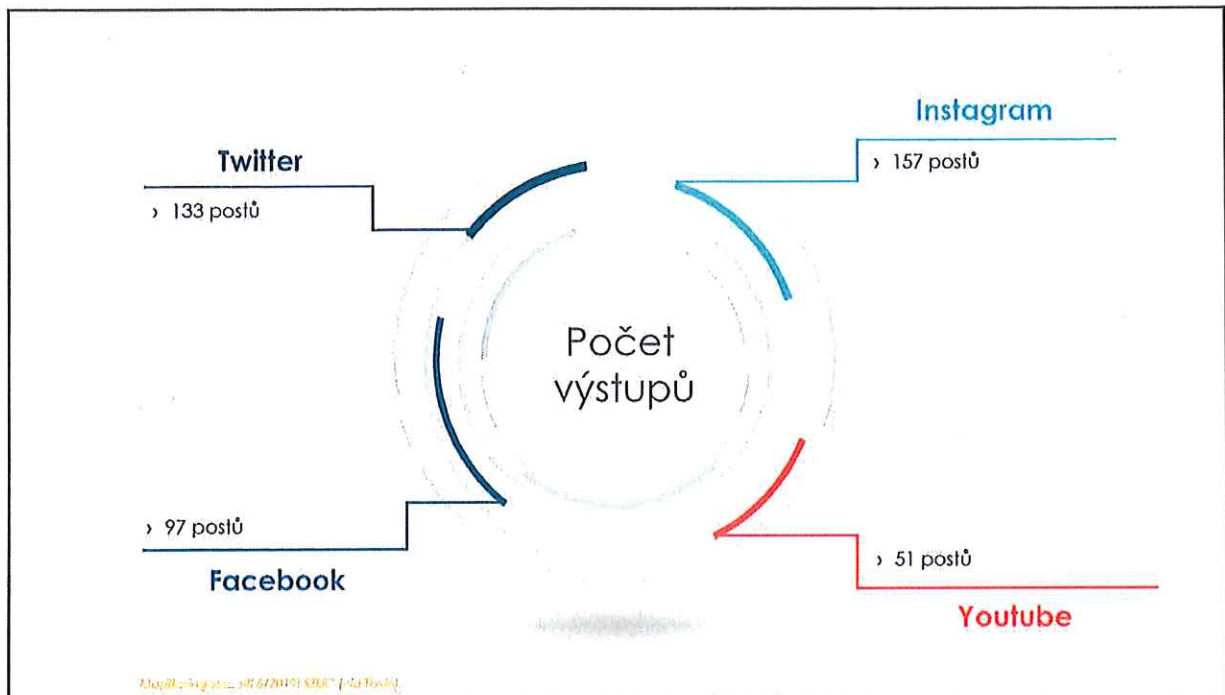 Instagram
› 157 postů
Twitter
› 133 postů
Počet
výstupů
› 97 postů
Facebook
› 51 postů
Youtube